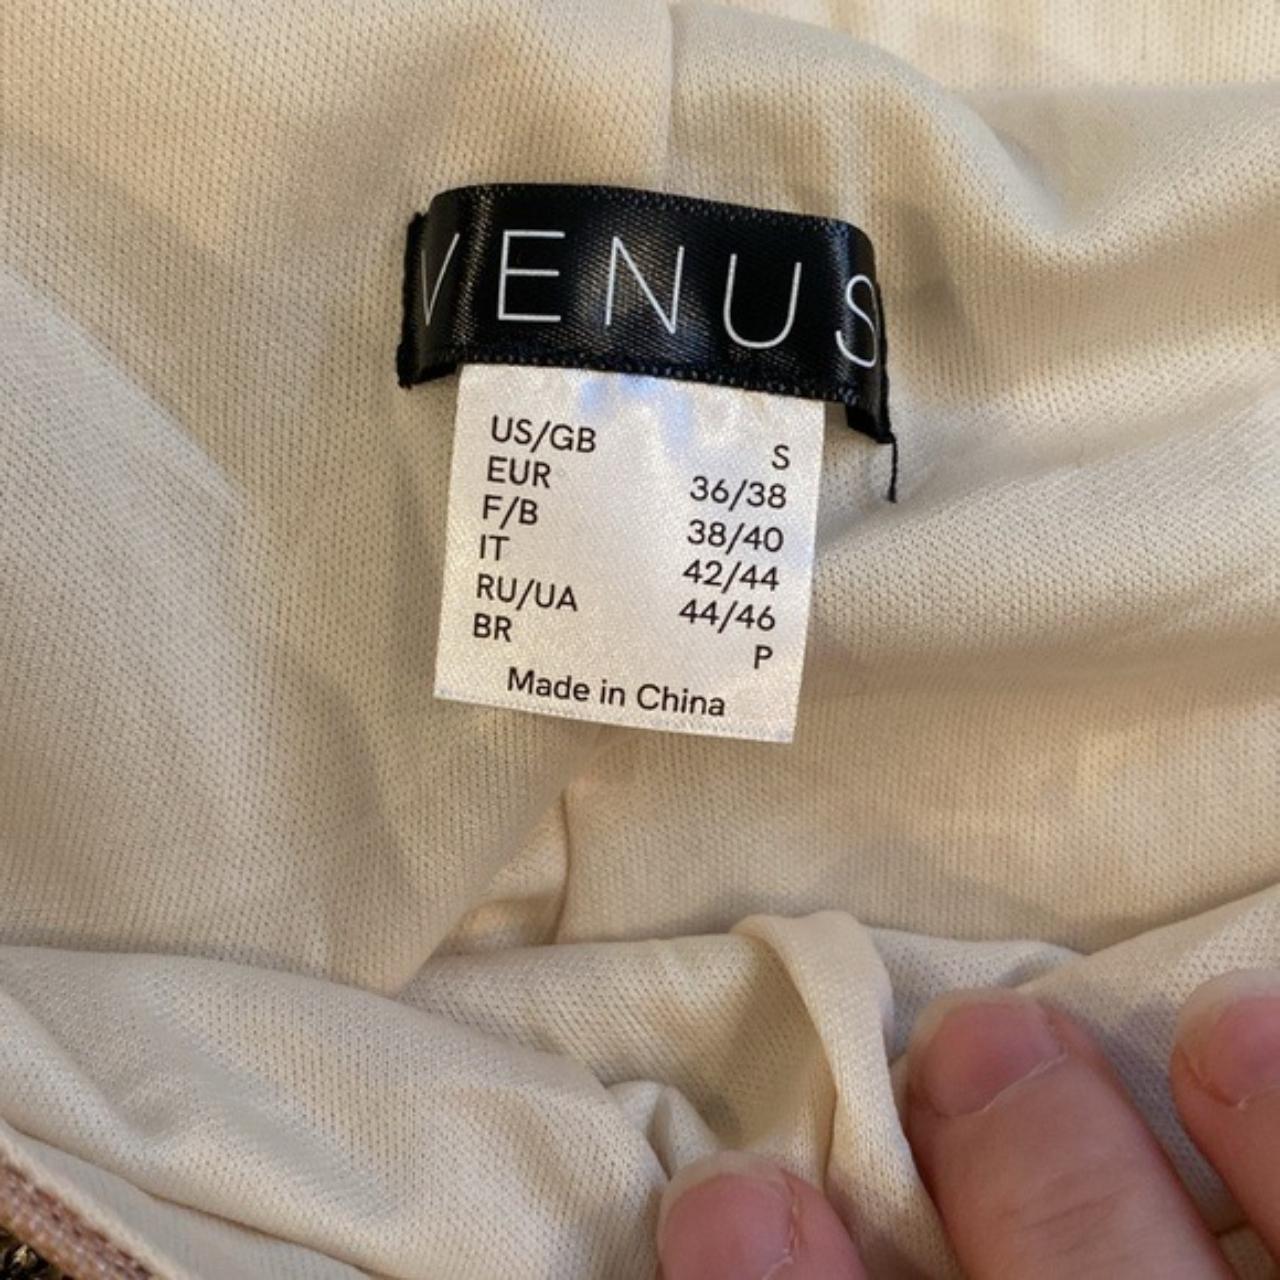 VENUS
US/GB S
EUR 36/38
F/B 38/40
IT 42/44
RU/UA 44/46
BR P
Made in China